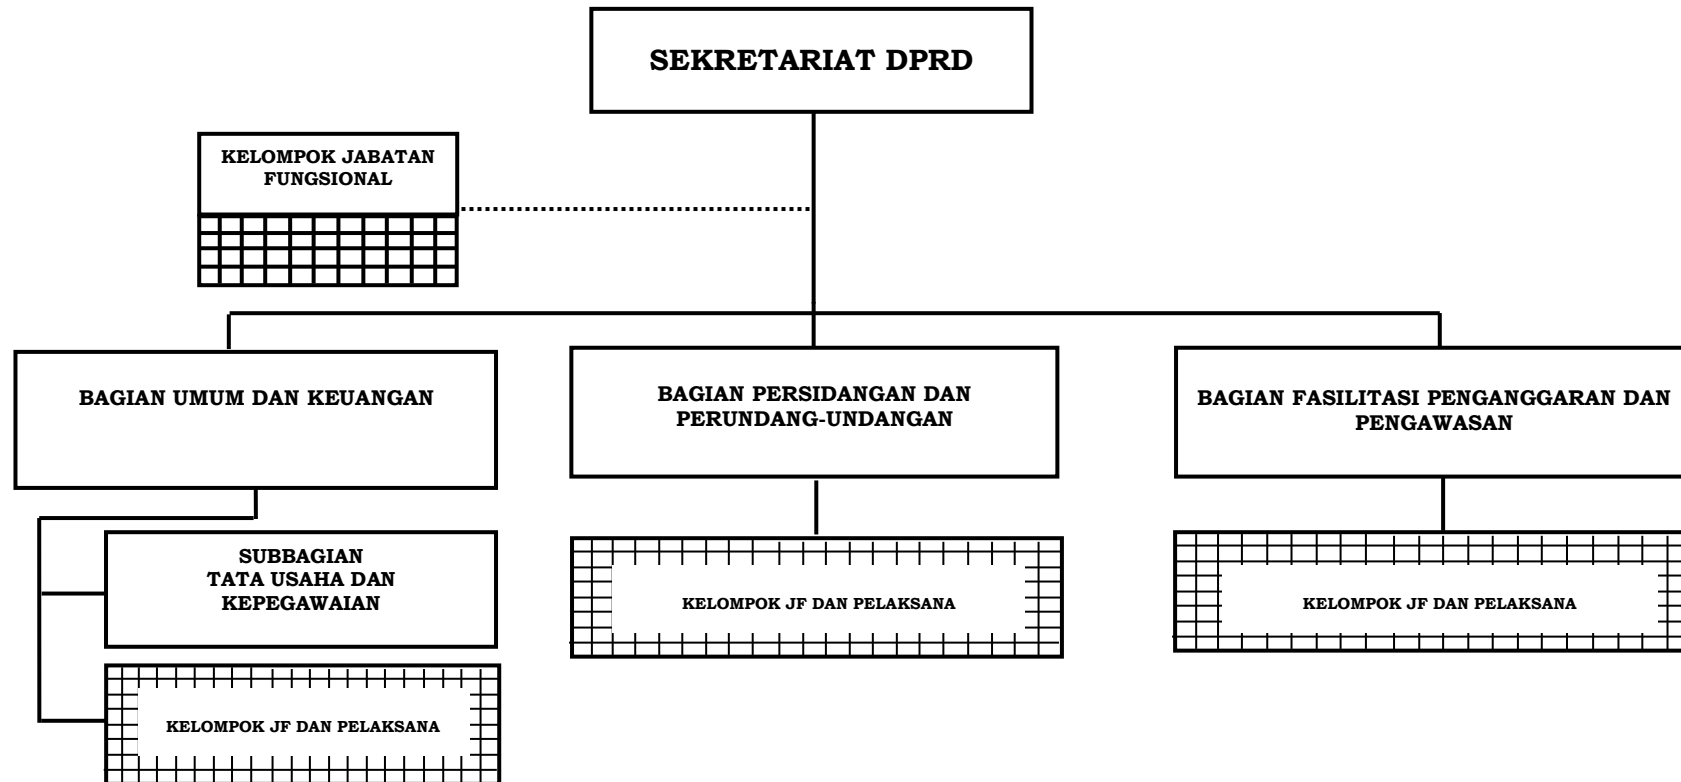 SEKRETARIAT DPRD
KELOMPOK JABATAN
FUNGSIONAL
BAGIAN UMUM DAN KEUANGAN
BAGIAN PERSIDANGAN DAN
PERUNDANG-UNDANGAN
BAGIAN FASILITASI PENGANGGARAN DAN
PENGAWASAN
SUBBAGIAN
TATA USAHA DAN
KEPEGAWAIAN
KELOMPOK JF DAN PELAKSANA
KELOMPOK JF DAN PELAKSANA
KELOMPOK JF DAN PELAKSANA